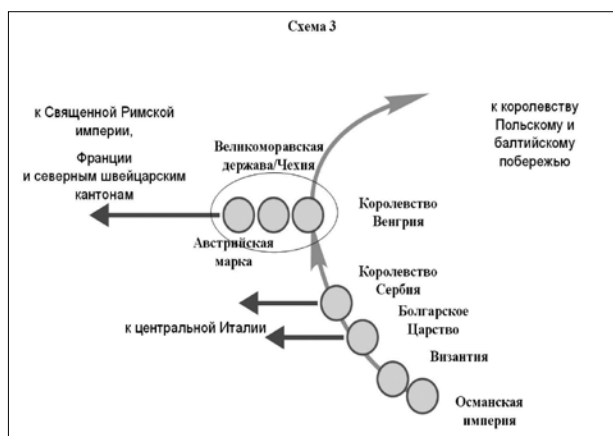 Схема 3
к Священной Римской
империи,
Франции
и северным швейцарским
кантонам
Великоморавская
держава/Чехия
к королевству
Польскому и
балтийскому
побережью
Австрийская
марка
Королевство
Венгрия
Королевство
Сербия
Болгарское
Царство
к центральной Италии
Византия
Османская
империя